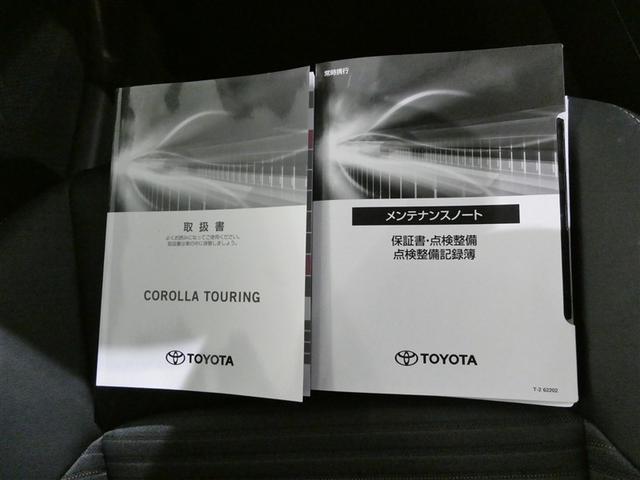 取扱書
よくお読みになってご使用ください。
取扱書は車の中に保管しましょう。
COROLLA TOURING
TOYOTA
常時携行
メンテナンスノート
保証書・点検整備
点検整備記録簿
TOYOTA
T-2 62202